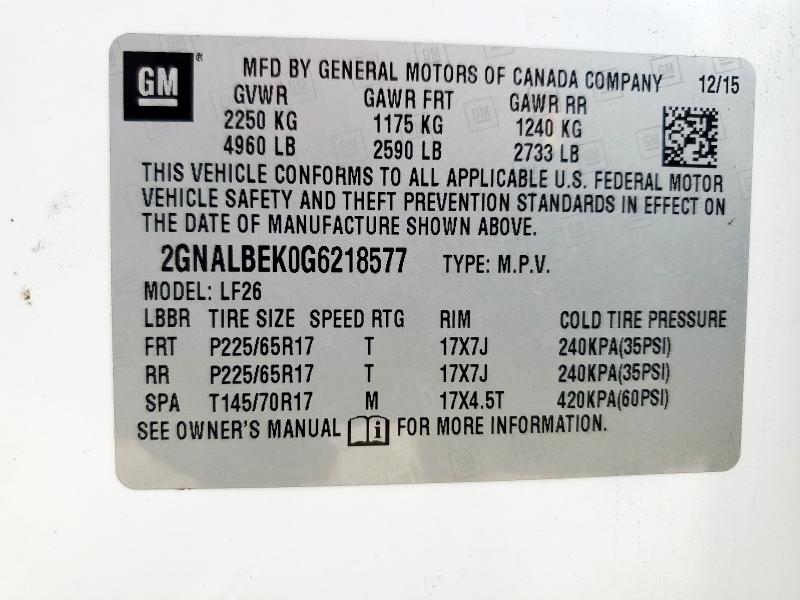 GM
MFD BY GENERAL MOTORS OF CANADA COMPANY 12/15
GVWR GAWR FRT GAWR RR
2250 KG 1175 KG 1240 KG
4960 LB 2590 LB 2733 LB
THIS VEHICLE CONFORMS TO ALL APPLICABLE U.S. FEDERAL MOTOR
VEHICLE SAFETY AND THEFT PREVENTION STANDARDS IN EFFECT ON
THE DATE OF MANUFACTURE SHOWN ABOVE.
2GNALBEK0G6218577 TYPE: M.P.V.
MODEL: LF26
LBBR TIRE SIZE SPEED RTG RIM COLD TIRE PRESSURE
FRT P225/65R17 T 17X7J 240KPA(35PSI)
RR P225/65R17 T 17X7J 240KPA(35PSI)
SPA T145/70R17 M 17X4.5T 420KPA(60PSI)
SEE OWNER'S MANUAL i FOR MORE INFORMATION.